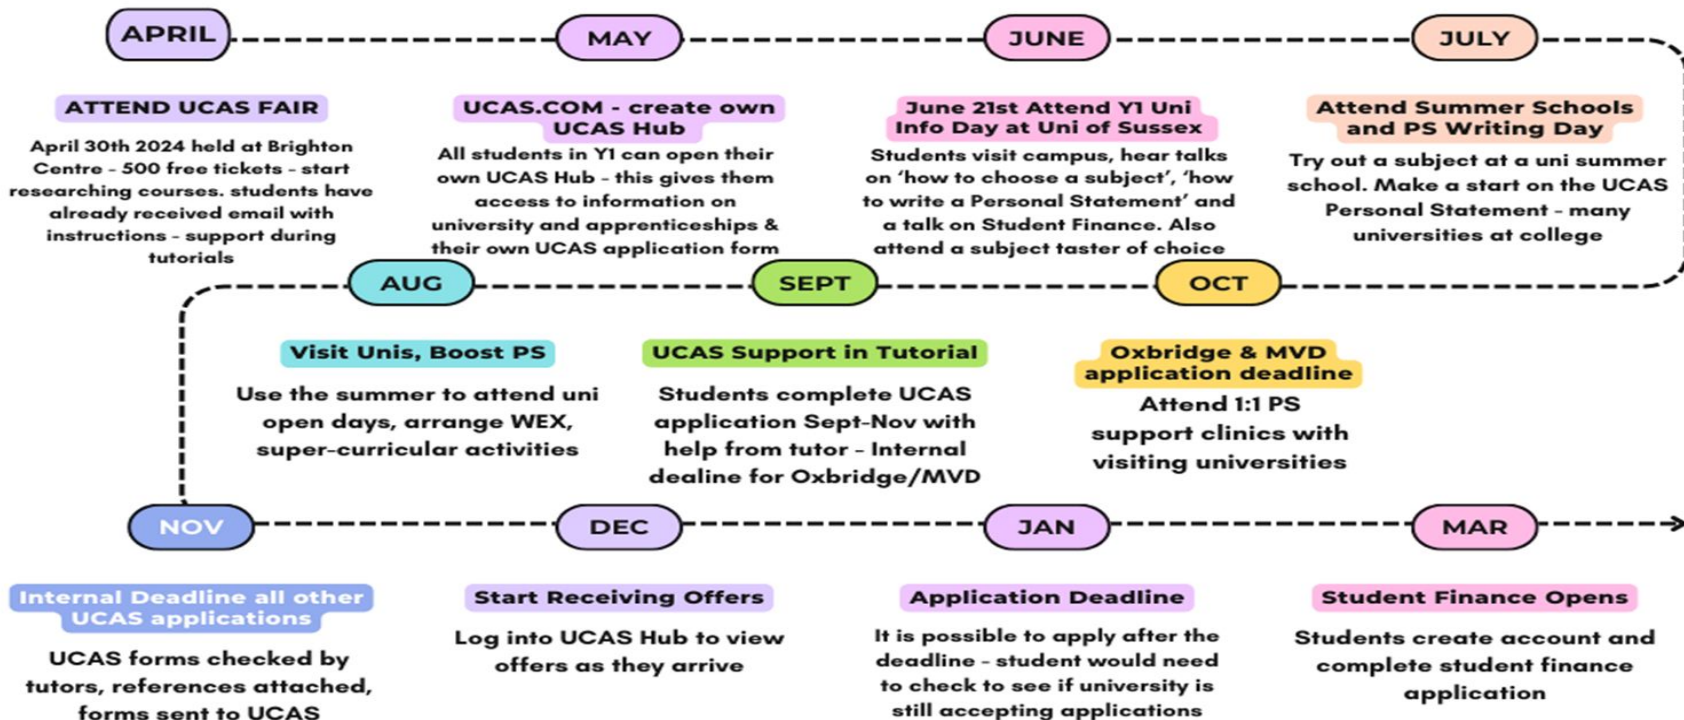 APRIL
MAY
JUNE
JULY
ATTEND UCAS FAIR
April 30th 2024 held at Brighton
Centre - 500 free tickets - start
researching courses. students have
already received email with
instructions - support during
tutorials
UCAS.COM - create own
UCAS Hub
All students in Y1 can open their
own UCAS Hub - this gives them
access to information on
university and apprenticeships &
their own UCAS application form
June 21st Attend Y1 Uni
Info Day at Uni of Sussex
Students visit campus, hear talks
on ‘how to choose a subject’, ‘how
to write a Personal Statement’ and
a talk on Student Finance. Also
attend a subject taster of choice
Attend Summer Schools
and PS Writing Day
Try out a subject at a uni summer
school. Make a start on the UCAS
Personal Statement - many
universities at college
AUG
SEPT
OCT
Visit Unis, Boost PS
Use the summer to attend uni
open days, arrange WEX,
super-curricular activities
UCAS Support in Tutorial
Students complete UCAS
application Sept-Nov with
help from tutor - Internal
dealine for Oxbridge/MVD
Oxbridge & MVD
application deadline
Attend 1:1 PS
support clinics with
visiting universities
NOV
DEC
JAN
MAR
Internal Deadline all other
UCAS applications
UCAS forms checked by
tutors, references attached,
forms sent to UCAS
Start Receiving Offers
Log into UCAS Hub to view
offers as they arrive
Application Deadline
It is possible to apply after the
deadline - student would need
to check to see if university is
still accepting applications
Student Finance Opens
Students create account and
complete student finance
application